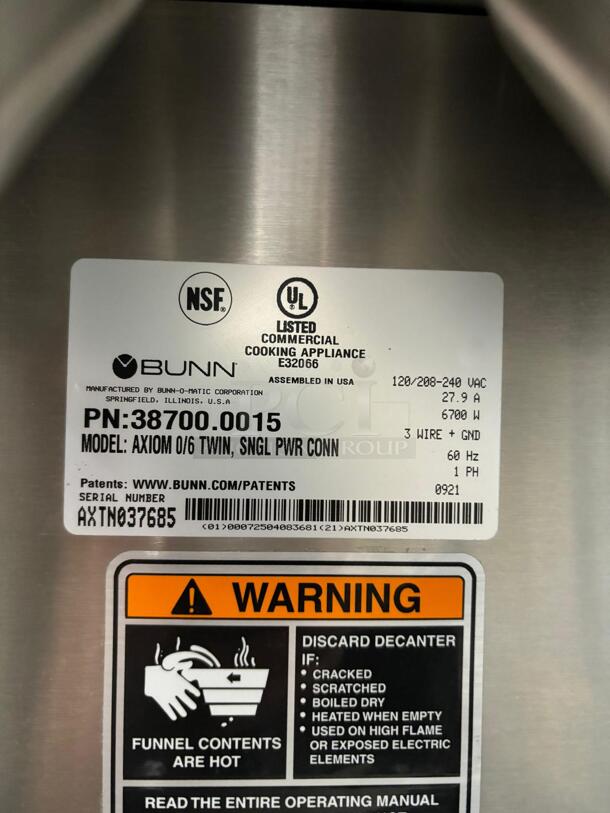 NSF®
UL
LISTED
COMMERCIAL
COOKING APPLIANCE
E32066
ASSEMBLED IN USA
BUNN®
MANUFACTURED BY BUNN-O-MATIC CORPORATION
SPRINGFIELD, ILLINOIS, U.S.A
PN:38700.0015
MODEL: AXIOM 0/6 TWIN, SNGL PWR CONN
120/208-240 VAC
27.9 A
6700 W
3 WIRE + GND
60 Hz
1 PH
0921
GROUP
Patents: WWW.BUNN.COM/PATENTS
SERIAL NUMBER
AXTN037685
(01)00072504083681(21)AXTN037685
WARNING
FUNNEL CONTENTS
ARE HOT
DISCARD DECANTER
IF:
• CRACKED
• SCRATCHED
• BOILED DRY
• HEATED WHEN EMPTY
• USED ON HIGH FLAME
OR EXPOSED ELECTRIC
ELEMENTS
READ THE ENTIRE OPERATING MANUAL